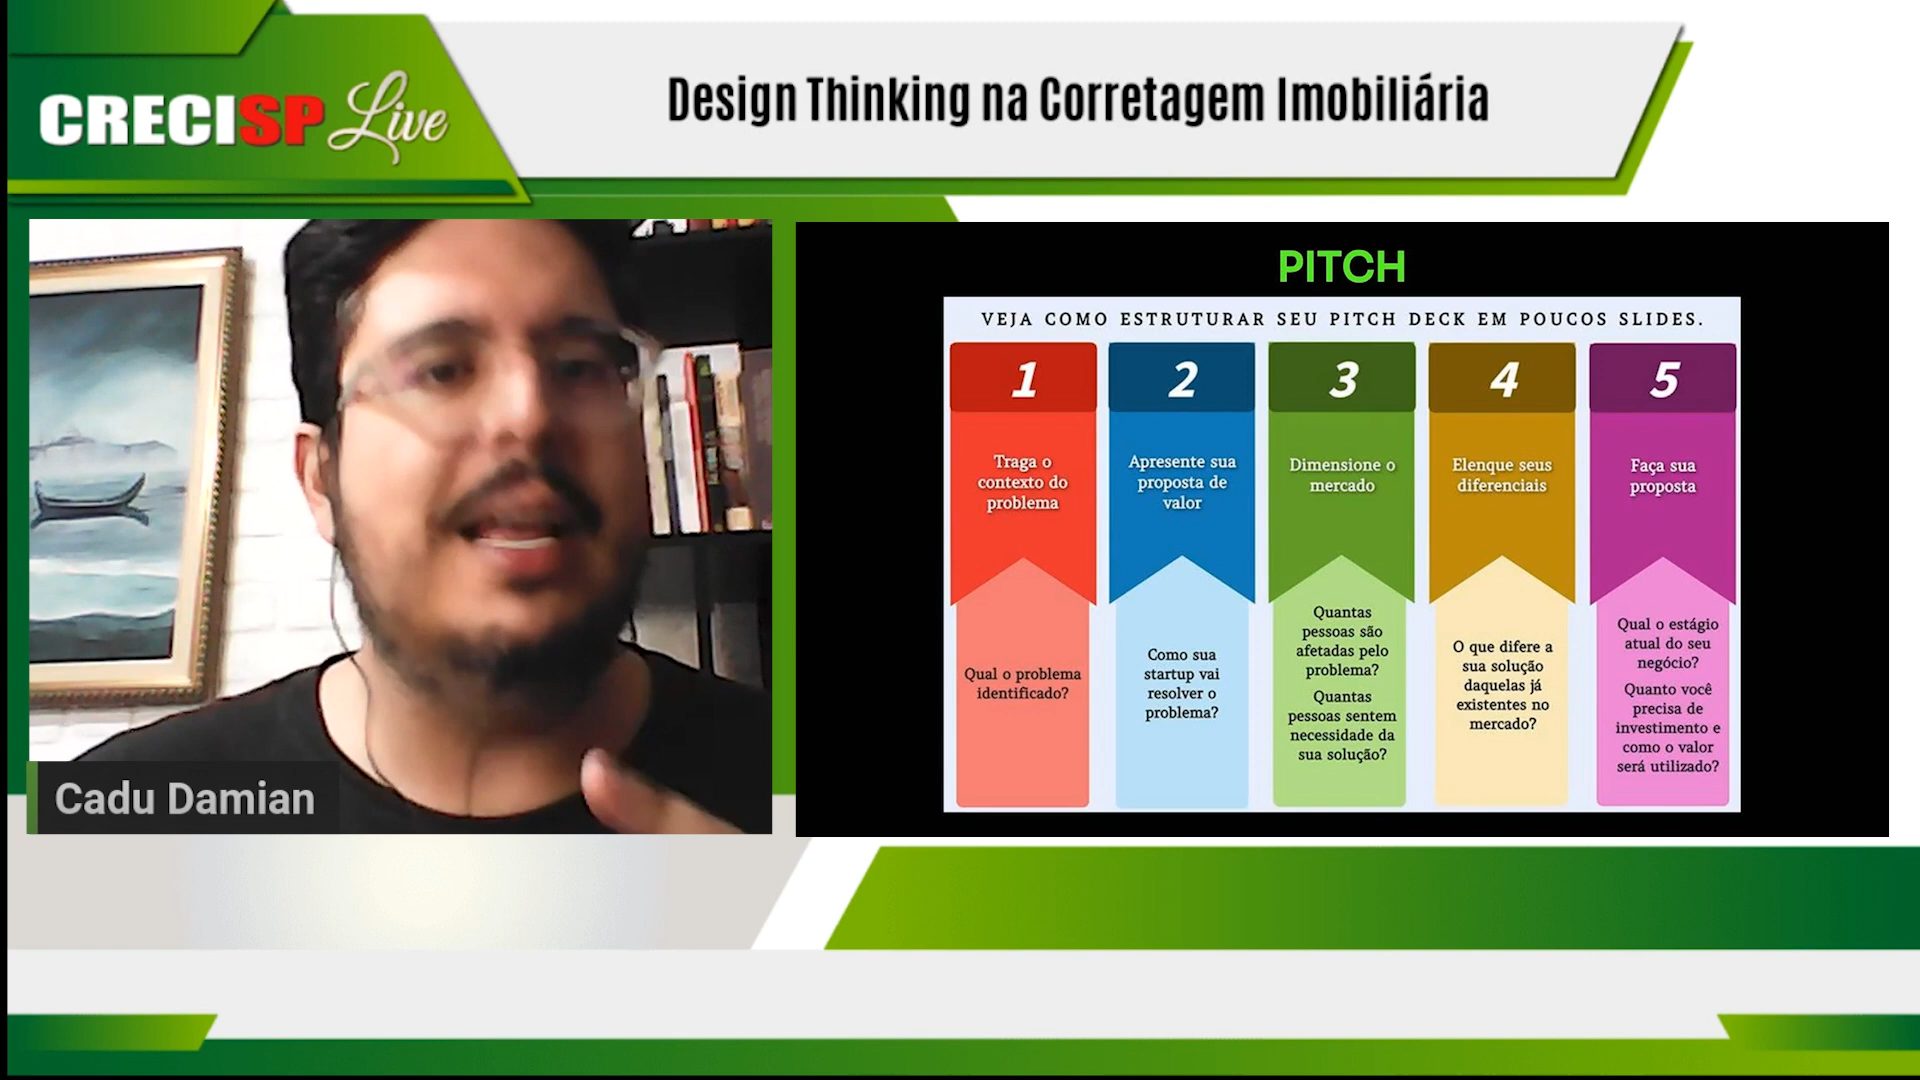 CRECISP Live
Design Thinking na Corretagem Imobiliária
Cadu Damian
PITCH
VEJA COMO ESTRUTURAR SEU PITCH DECK EM POUCOS SLIDES.
1
Traga o
contexto do
problema
Qual o problema
identificado?
2
Apresente sua
proposta de
valor
Como sua
startup vai
resolver o
problema?
3
Dimensione o
mercado
Quantas
pessoas são
afetadas pelo
problema?
Quantas
pessoas sentem
necessidade da
sua solução?
4
Elenque seus
diferenciais
O que difere a
sua solução
daquelas já
existentes no
mercado?
5
Faça sua
proposta
Qual o estágio
atual do seu
negócio?
Quanto você
precisa de
investimento e
como o valor
será utilizado?